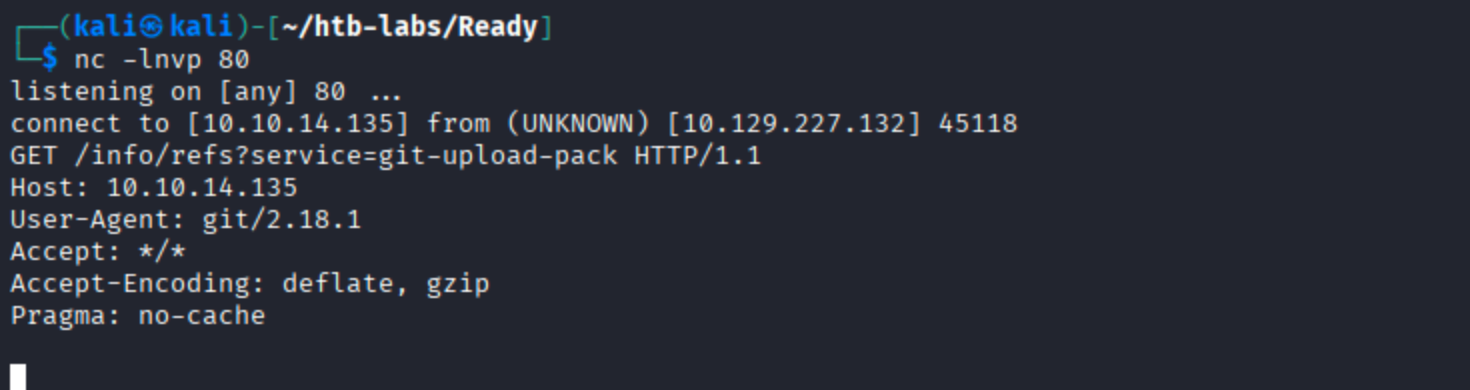 ┌──(kali㉿kali)-[~/htb-labs/Ready]
└─$ nc -lnvp 80
listening on [any] 80 ...
connect to [10.10.14.135] from (UNKNOWN) [10.129.227.132] 45118
GET /info/refs?service=git-upload-pack HTTP/1.1
Host: 10.10.14.135
User-Agent: git/2.18.1
Accept: */*
Accept-Encoding: deflate, gzip
Pragma: no-cache